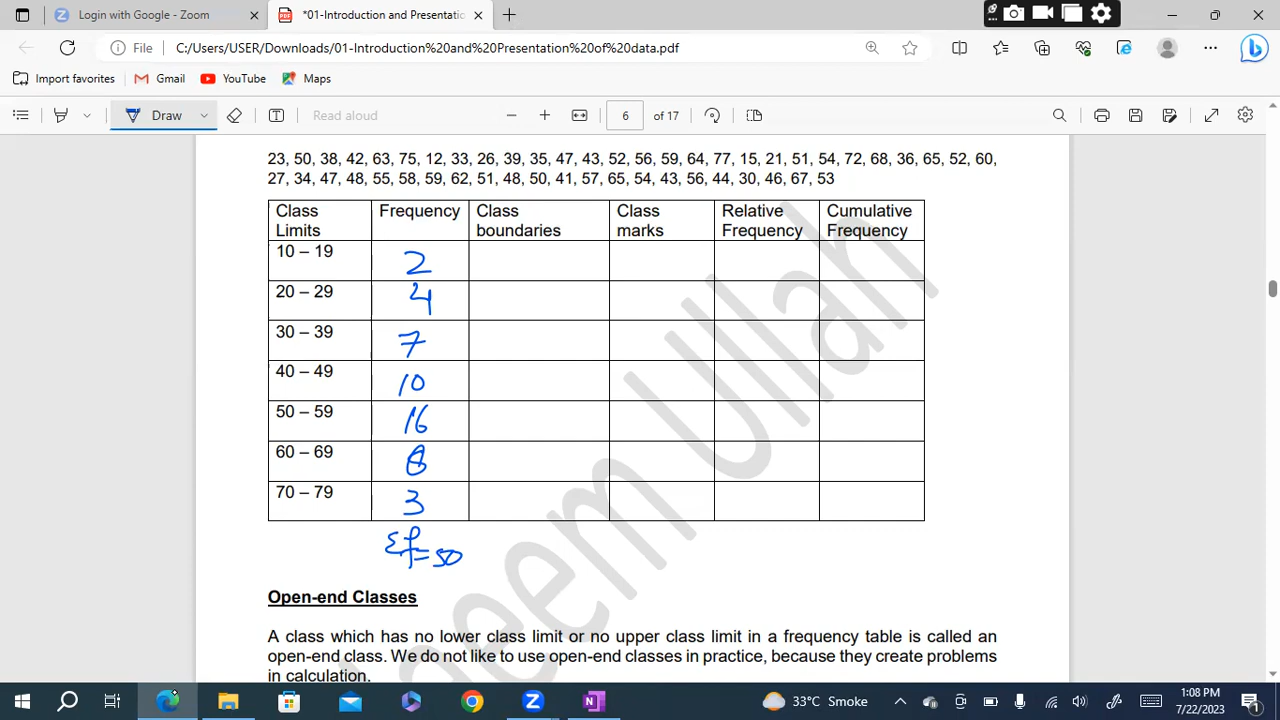 Login with Google - Zoom
*01-Introduction and Presentation
File
C:/Users/USER/Downloads/01-Introduction%20and%20Presentation%20of%20data.pdf
Import favorites
Gmail
YouTube
Maps
Draw
Read aloud
6
of 17
23, 50, 38, 42, 63, 75, 12, 33, 26, 39, 35, 47, 43, 52, 56, 59, 64, 77, 15, 21, 51, 54, 72, 68, 36, 65, 52, 60,
27, 34, 47, 48, 55, 58, 59, 62, 51, 48, 50, 41, 57, 65, 54, 43, 56, 44, 30, 46, 67, 53
Class Limits Frequency Class boundaries Class marks Relative Frequency Cumulative Frequency
10 – 19 2
20 – 29 4
30 – 39 7
40 – 49 10
50 – 59 16
60 – 69 8
70 – 79 3
Σf = 50
Open-end Classes
A class which has no lower class limit or no upper class limit in a frequency table is called an
open-end class. We do not like to use open-end classes in practice, because they create problems
in calculation.
33°C Smoke
1:08 PM
7/22/2023